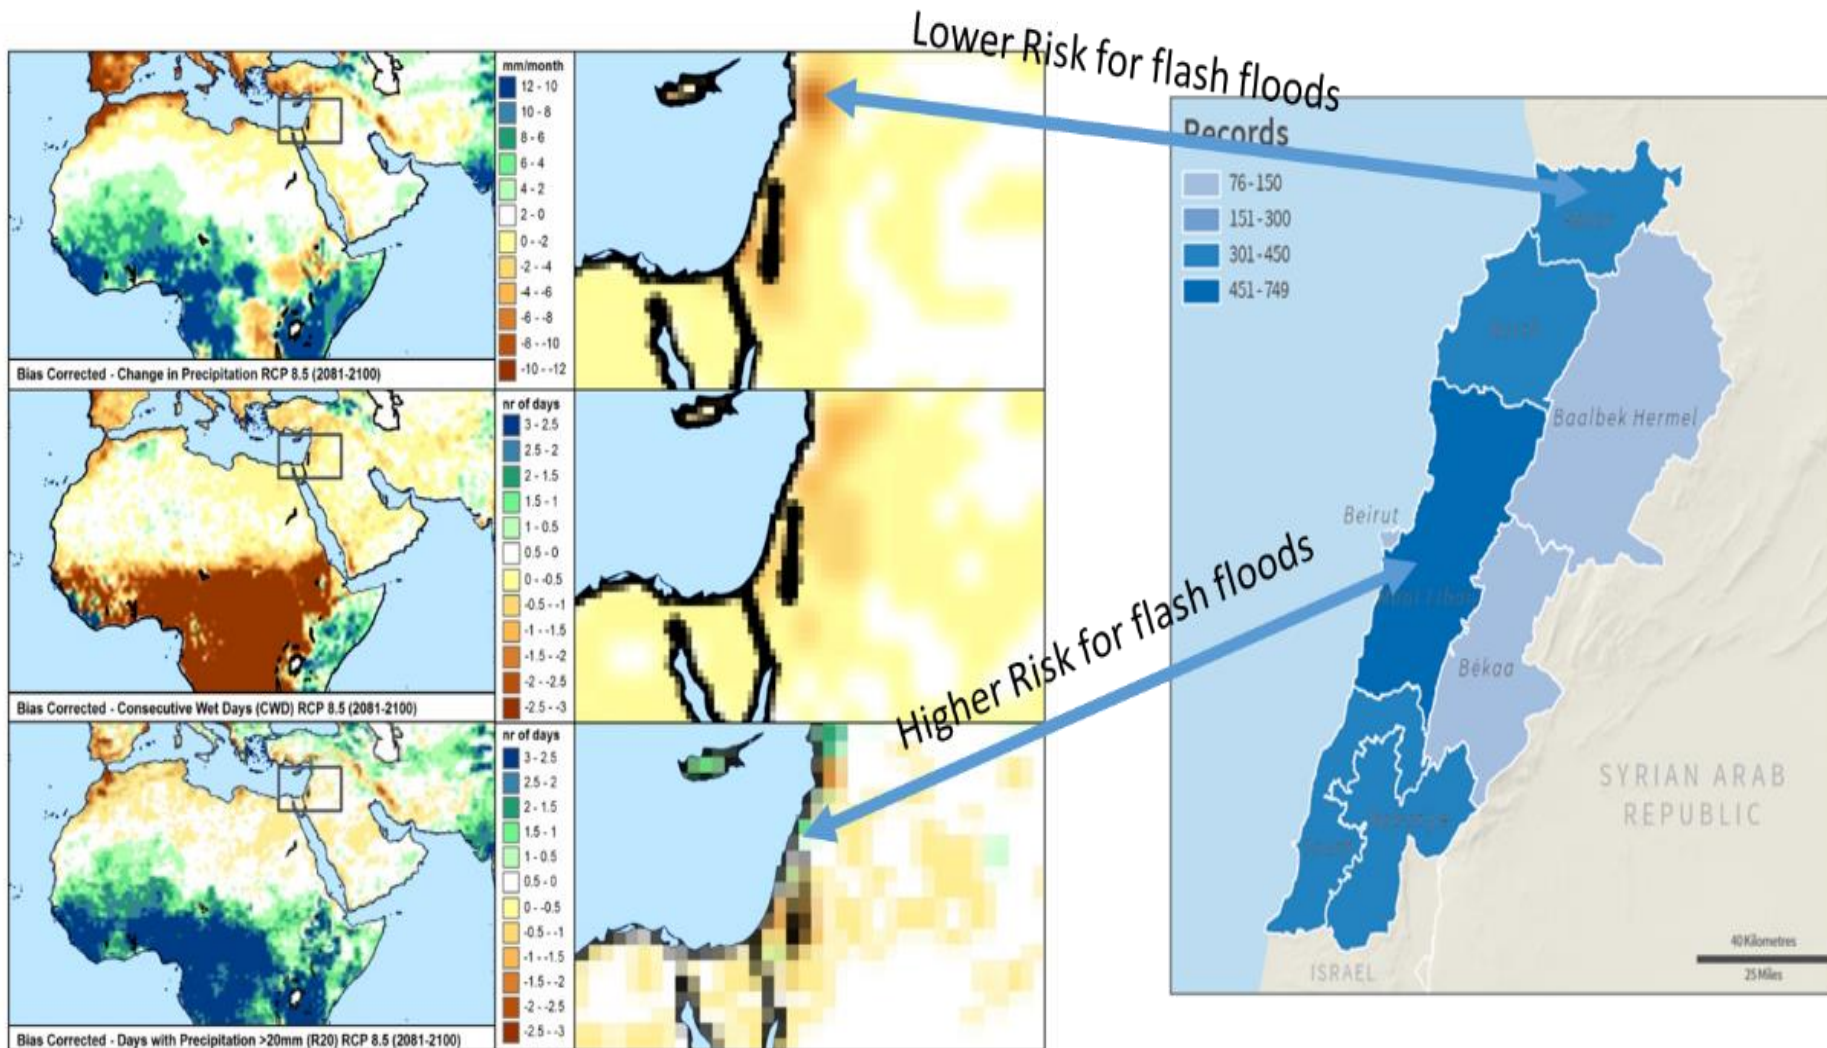 Lower Risk for flash floods
mm/month
12 - 10
10 - 8
8 - 6
6 - 4
4 - 2
2 - 0
0 - -2
-2 - -4
-4 - -6
-6 - -8
-8 - -10
-10 - -12
Bias Corrected - Change in Precipitation RCP 8.5 (2081-2100)
nr of days
3 - 2.5
2.5 - 2
2 - 1.5
1.5 - 1
1 - 0.5
0.5 - 0
0 - -0.5
-0.5 - -1
-1 - -1.5
-1.5 - -2
-2 - -2.5
-2.5 - -3
Bias Corrected - Consecutive Wet Days (CWD) RCP 8.5 (2081-2100)
nr of days
3 - 2.5
2.5 - 2
2 - 1.5
1.5 - 1
1 - 0.5
0.5 - 0
0 - -0.5
-0.5 - -1
-1 - -1.5
-1.5 - -2
-2 - -2.5
-2.5 - -3
Bias Corrected - Days with Precipitation >20mm (R20) RCP 8.5 (2081-2100)
Higher Risk for flash floods
Records
76 - 150
151 - 300
301 - 450
451 - 749
Baalbek Hermel
Beirut
Békaa
SYRIAN ARAB
REPUBLIC
ISRAEL
40 Kilometres
25 Miles